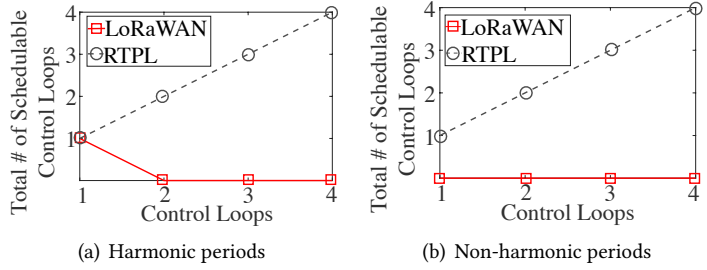 Total # of Schedulable
Control Loops
4
3
2
1
LoRaWAN
RTPL
1
2
3
4
Control Loops
(a) Harmonic periods
Total # of Schedulable
Control Loops
4
3
2
1
LoRaWAN
RTPL
1
2
3
4
Control Loops
(b) Non-harmonic periods